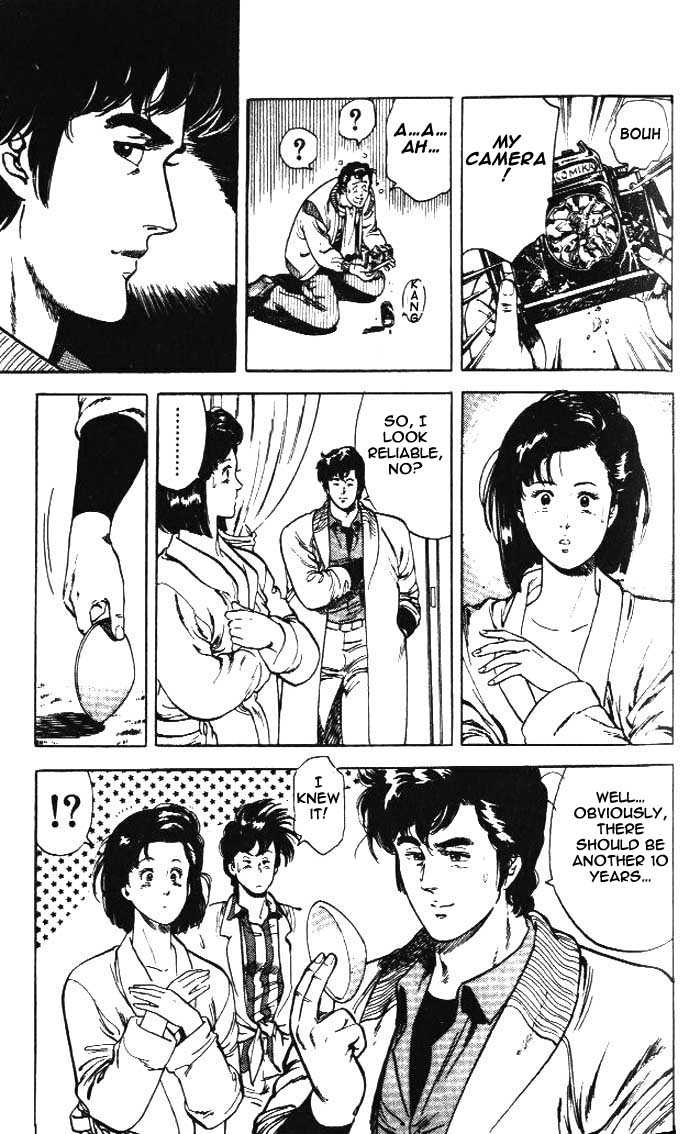 BOUH
OMIKA
MY
CAMERA
!
A...A...
AH...
?
?
KANG
SO, I
LOOK
RELIABLE,
NO?
.........
WELL...
OBVIOUSLY,
THERE
SHOULD BE
ANOTHER 10
YEARS...
I
KNEW
IT!
!?